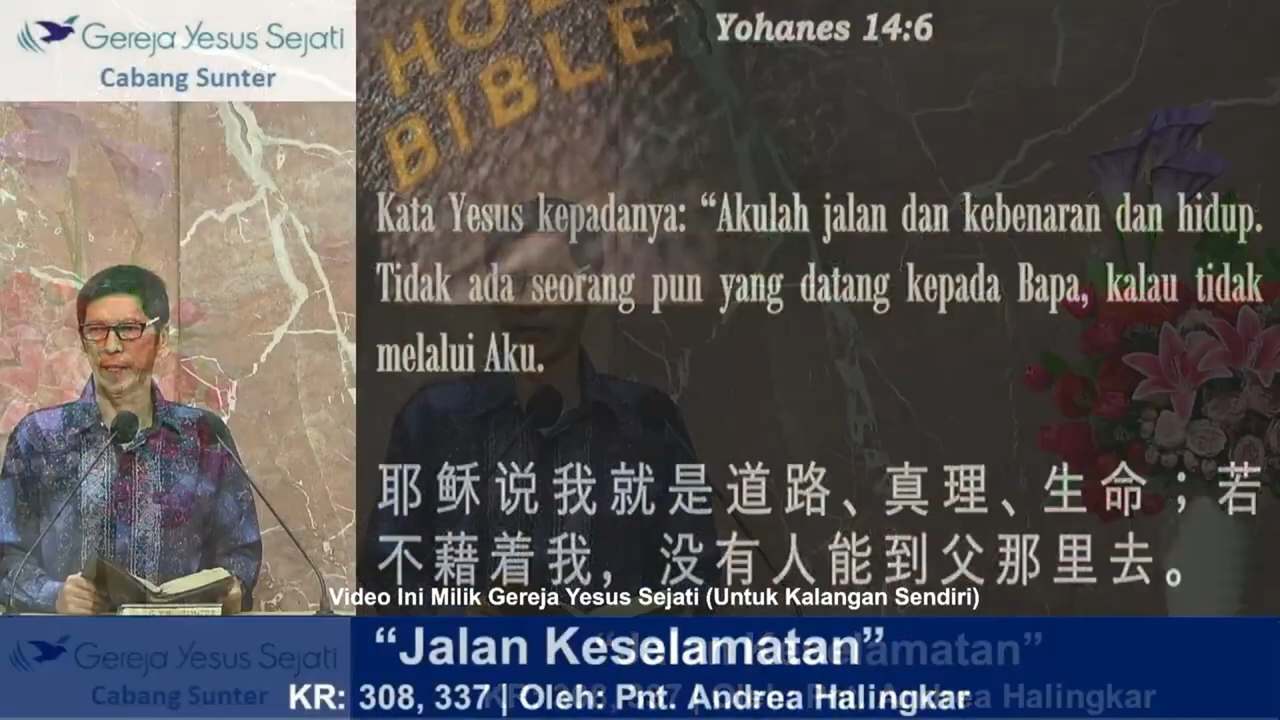 Gereja Yesus Sejati
Cabang Sunter
HOLY
BIBLE
Yohanes 14:6
Kata Yesus kepadanya: “Akulah jalan dan kebenaran dan hidup.
Tidak ada seorang pun yang datang kepada Bapa, kalau tidak
melalui Aku.
耶稣说我就是道路、真理、生命；若
不藉着我，没有人能到父那里去。
Video Ini Milik Gereja Yesus Sejati (Untuk Kalangan Sendiri)
Gereja Yesus Sejati
Cabang Sunter
“Jalan Keselamatan”
KR: 308, 337 | Oleh: Pnt. Andrea Halingkar